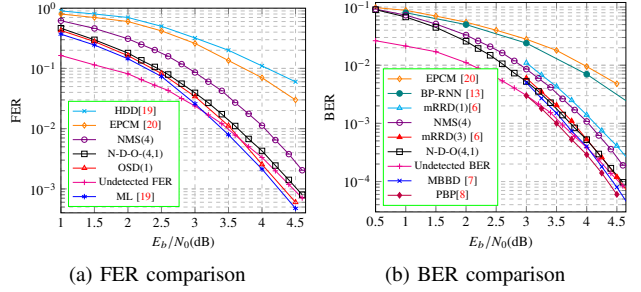 10^0
10^{-1}
10^{-2}
10^{-3}
FER
HDD[19]
EPCM [20]
NMS(4)
N-D-O-(4,1)
OSD(1)
Undetected FER
ML [19]
1 1.5 2 2.5 3 3.5 4 4.5
E_b/N_0(dB)
(a) FER comparison
10^{-1}
10^{-2}
10^{-3}
10^{-4}
BER
EPCM [20]
BP-RNN [13]
mRRD(1)[6]
NMS(4)
mRRD(3) [6]
N-D-O(4,1)
Undetected BER
MBBD [7]
PBP[8]
0.5 1 1.5 2 2.5 3 3.5 4 4.5
E_b/N_0(dB)
(b) BER comparison